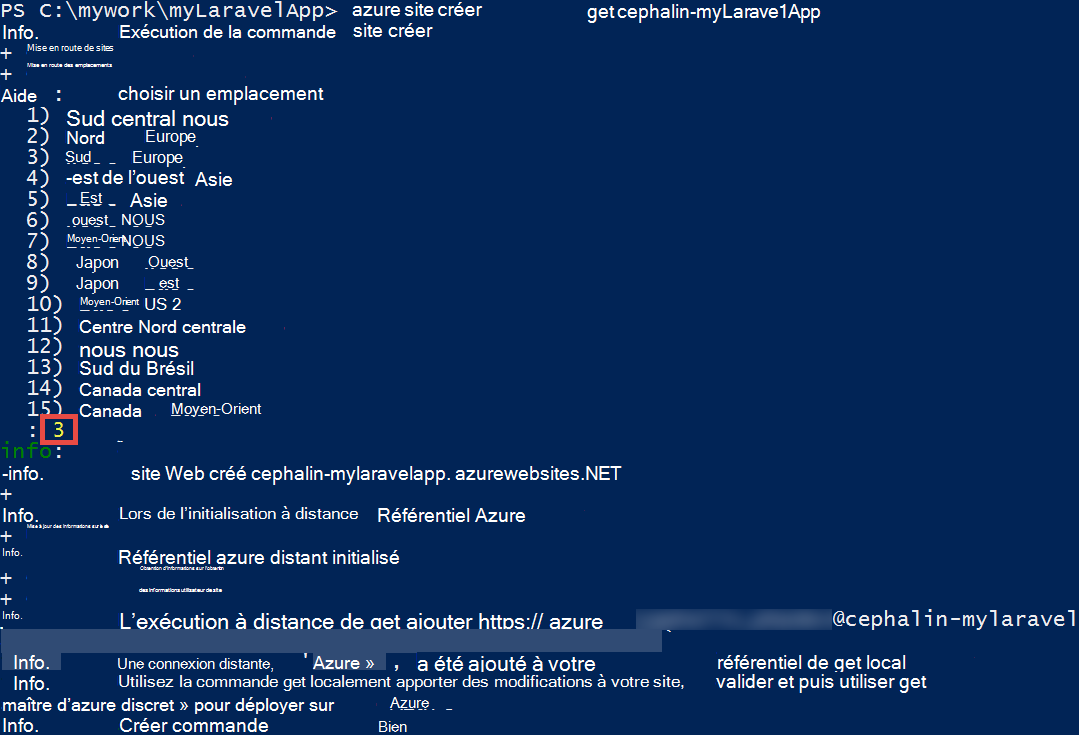 PS C:\mywork\myLaravelApp> azure site créer get cephalin-myLarave1App
Info. Exécution de la commande site créer
+ Mise en route de sites
+ Mise en route des emplacements
Aide : choisir un emplacement
1) Sud central nous
2) Nord Europe
3) Sud Europe
4) -est de l'ouest Asie
5) Est Asie
6) ouest NOUS
7) Moyen-Orient NOUS
8) Japon Ouest
9) Japon est
10) Moyen-Orient US 2
11) Centre Nord centrale
12) nous nous
13) Sud du Brésil
14) Canada central
15) Canada Moyen-Orient
: 3
info:
-info. site Web créé cephalin-mylaravelapp. azurewebsites.NET
+
Info. Lors de l'initialisation à distance Référentiel Azure
+ Mise à jour des informations sur le site
Info. Référentiel azure distant initialisé
+ Obtention d'informations sur l'obtention
+ des informations utilisateur de site
Info. L'exécution à distance de get ajouter https:// azure @cephalin-mylaravel
Info. Une connexion distante, ' Azure » , a été ajouté à votre référentiel de get local
Info. Utilisez la commande get localement apporter des modifications à votre site, valider et puis utiliser get
maître d'azure discret » pour déployer sur Azure
Info. Créer commande Bien